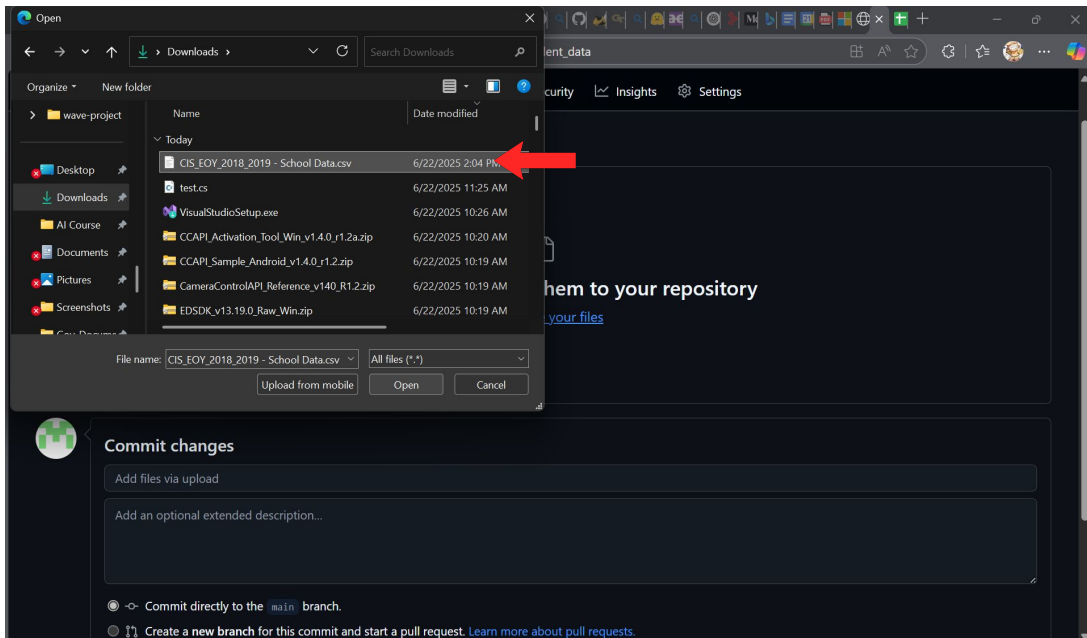 Open
Downloads
Search Downloads
Organize
New folder
wave-project
Desktop
Downloads
AI Course
Documents
Pictures
Screenshots
Name
Date modified
Today
CIS_EOY_2018_2019 - School Data.csv 6/22/2025 2:04 PM
test.cs 6/22/2025 11:25 AM
VisualStudioSetup.exe 6/22/2025 10:26 AM
CCAPI_Activation_Tool_Win_v1.4.0_r1.2a.zip 6/22/2025 10:20 AM
CCAPI_Sample_Android_v1.4.0_r1.2.zip 6/22/2025 10:19 AM
CameraControlAPI_Reference_v140_R1.2.zip 6/22/2025 10:19 AM
EDSDK_v13.19.0_Raw_Win.zip 6/22/2025 10:19 AM
File name: CIS_EOY_2018_2019 - School Data.csv All files (*.*)
Upload from mobile Open Cancel
lent_data
curity Insights Settings
hem to your repository
your files
Commit changes
Add files via upload
Add an optional extended description...
Commit directly to the main branch.
Create a new branch for this commit and start a pull request. Learn more about pull requests.